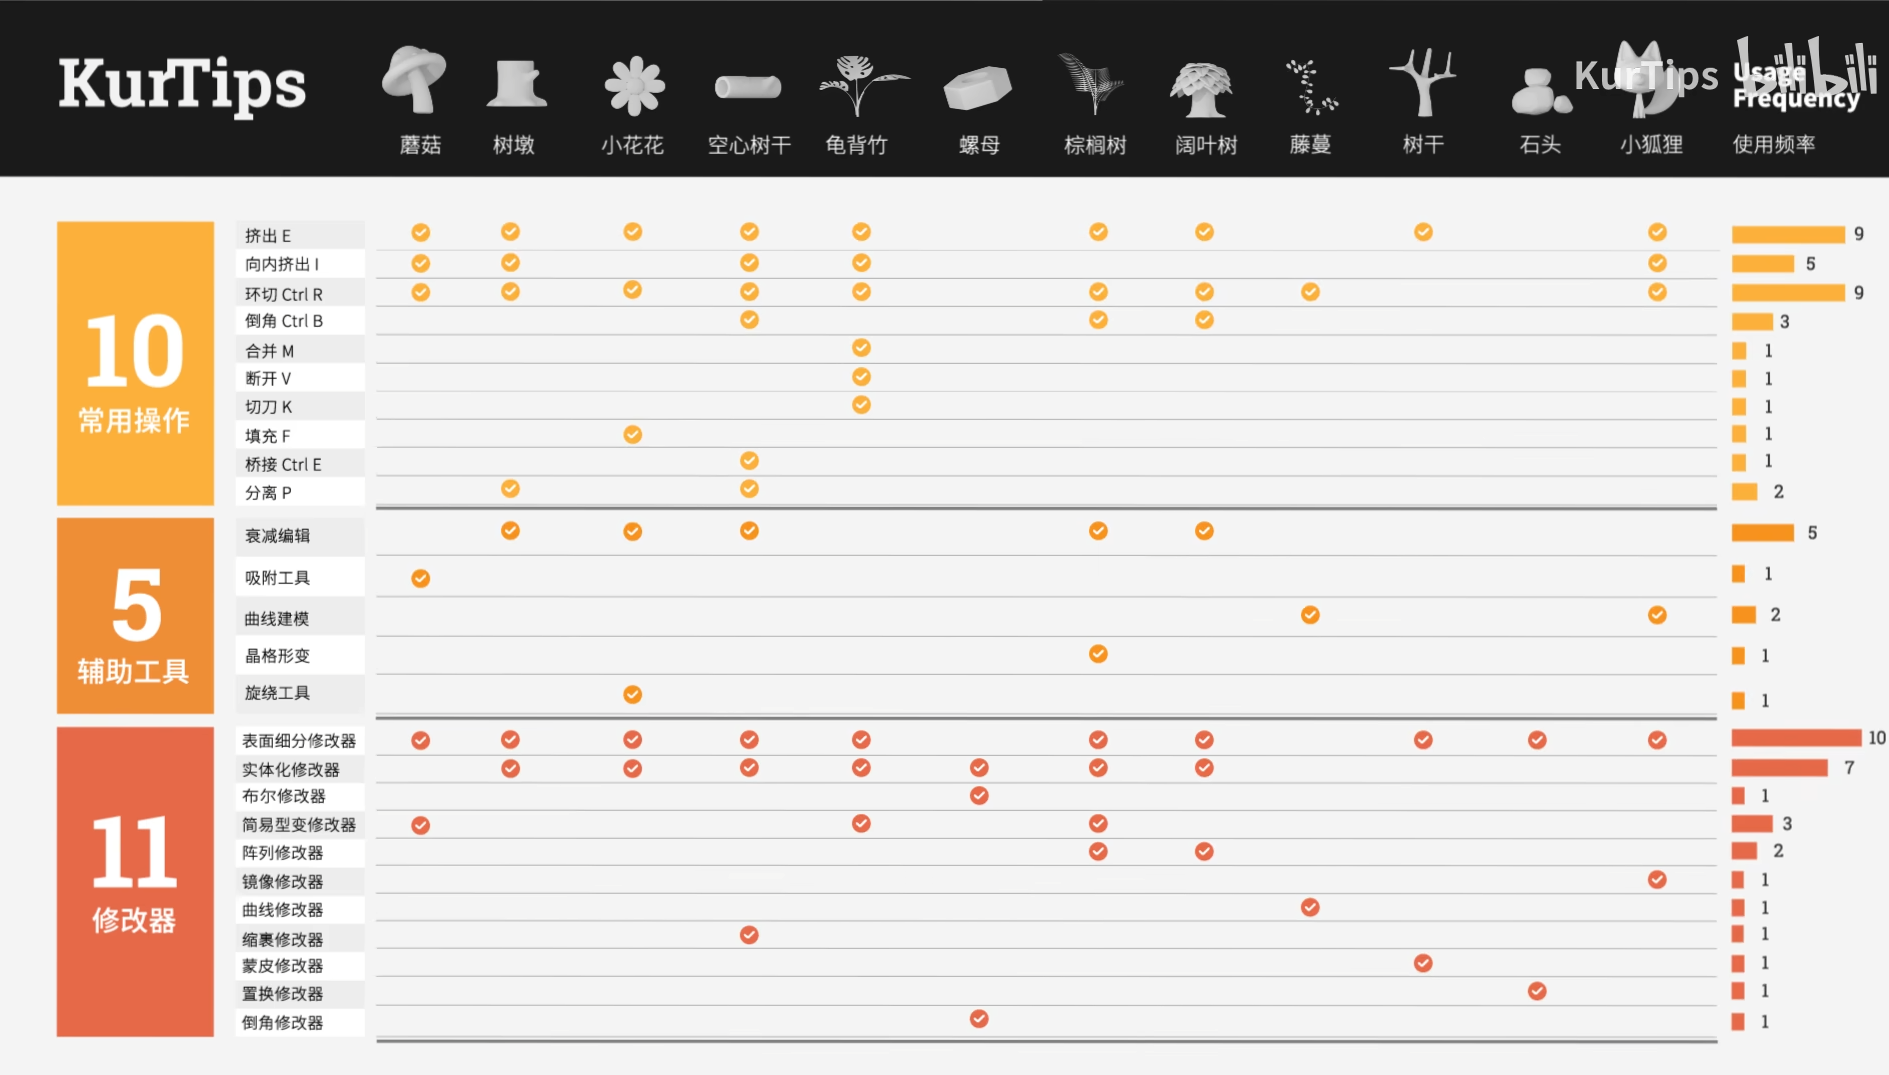 KurTips
蘑菇 树墩 小花花 空心树干 龟背竹 螺母 棕榈树 阔叶树 藤蔓 树干 石头 小狐狸
KurTips
bilibili
Usage
Frequency
使用频率
10
常用操作
挤出 E 9
向内挤出 I 5
环切 Ctrl R 9
倒角 Ctrl B 3
合并 M 1
断开 V 1
切刀 K 1
填充 F 1
桥接 Ctrl E 1
分离 P 2
5
辅助工具
衰减编辑 5
吸附工具 1
曲线建模 2
晶格形变 1
旋绕工具 1
11
修改器
表面细分修改器 10
实体化修改器 7
布尔修改器 1
简易型变修改器 3
阵列修改器 2
镜像修改器 1
曲线修改器 1
缩裹修改器 1
蒙皮修改器 1
置换修改器 1
倒角修改器 1